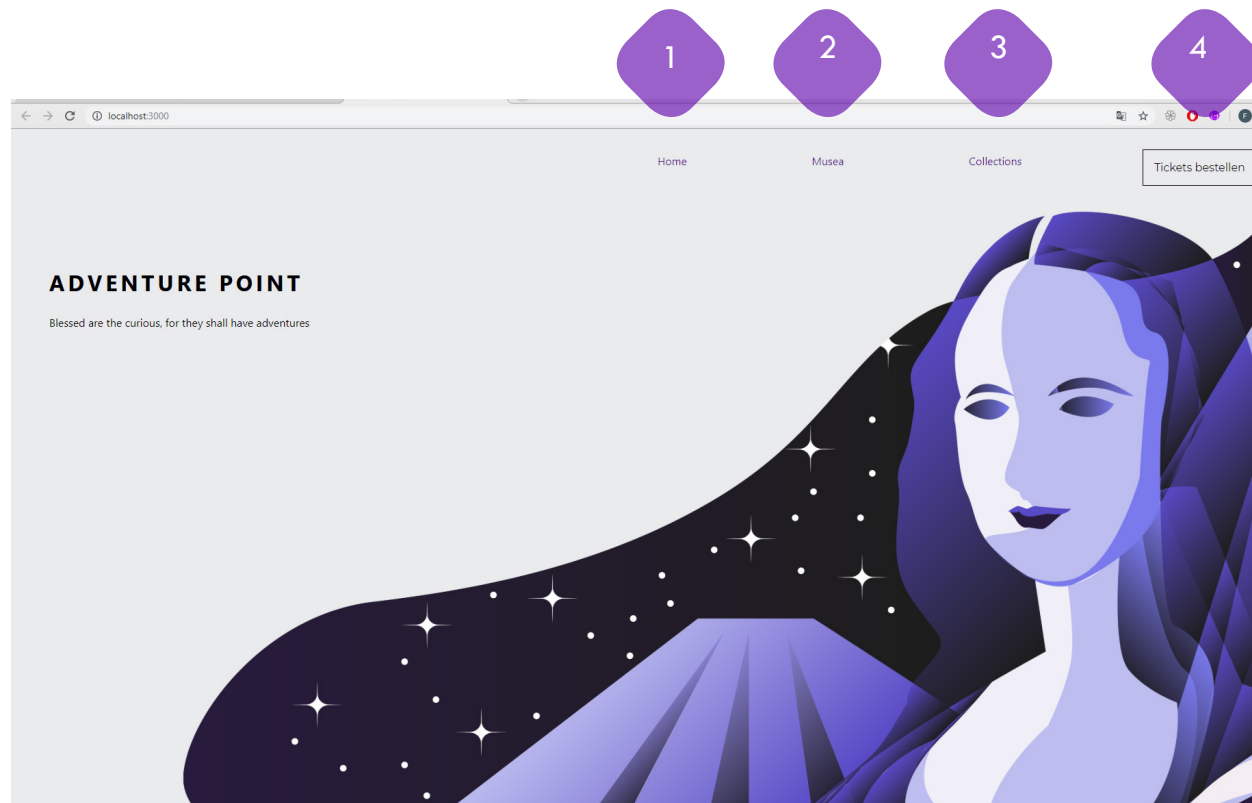 1 2 3 4
localhost:3000
F
Home Musea Collections Tickets bestellen
ADVENTURE POINT
Blessed are the curious, for they shall have adventures